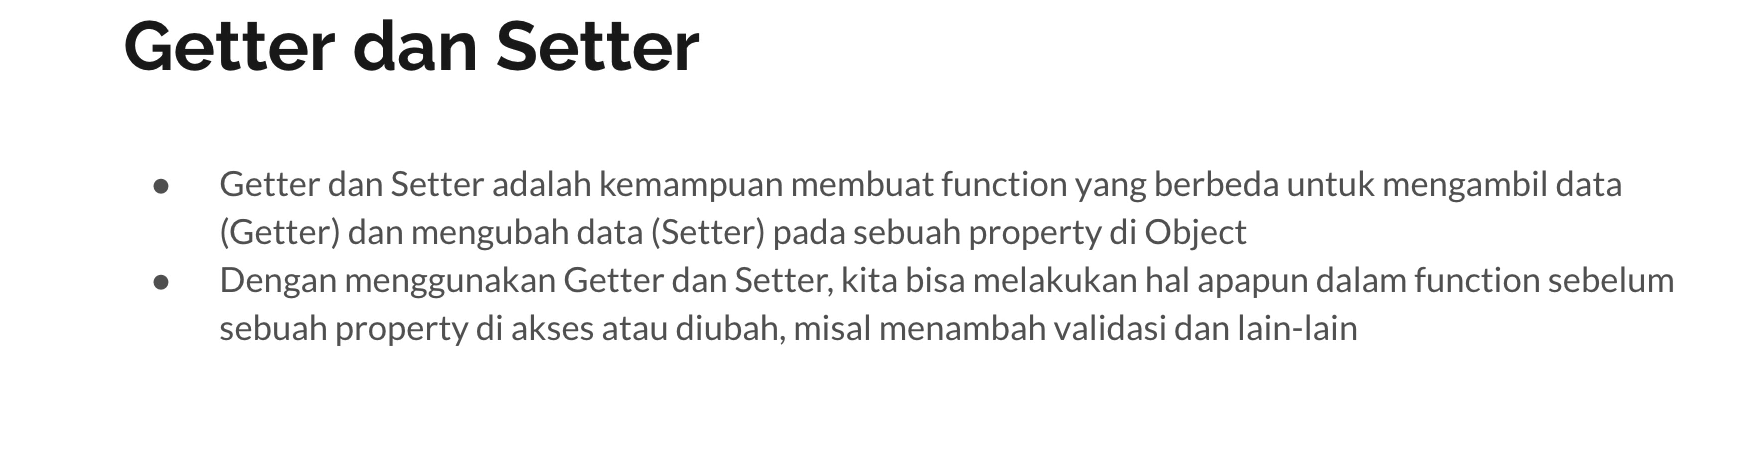 Getter dan Setter
● Getter dan Setter adalah kemampuan membuat function yang berbeda untuk mengambil data
(Getter) dan mengubah data (Setter) pada sebuah property di Object
● Dengan menggunakan Getter dan Setter, kita bisa melakukan hal apapun dalam function sebelum
sebuah property di akses atau diubah, misal menambah validasi dan lain-lain